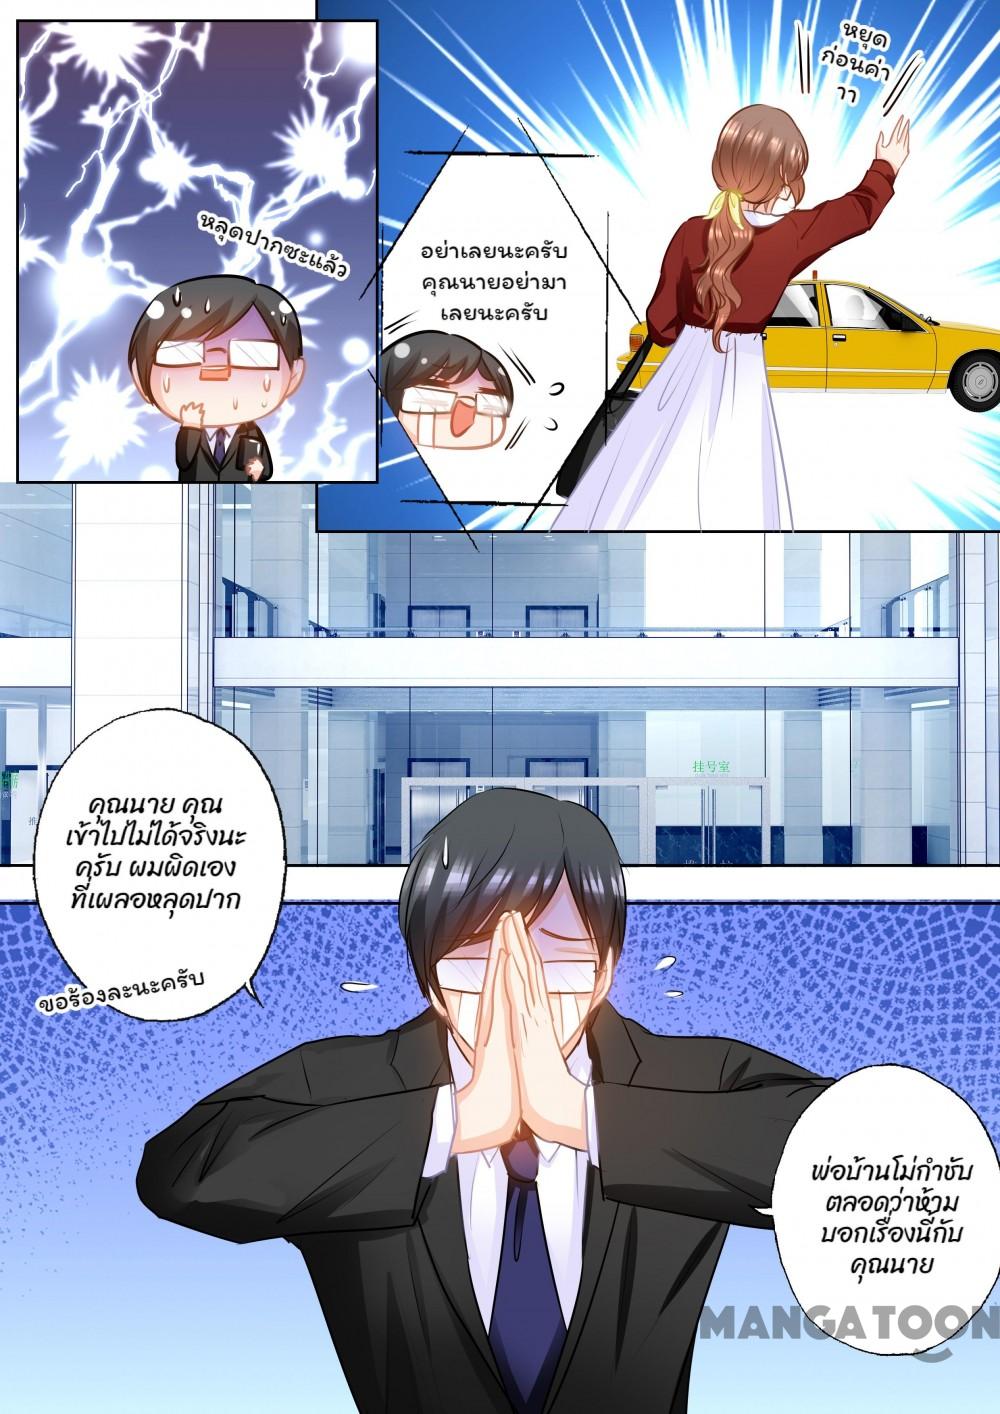 หลุดปากซะแล้ว
หยุด
ก่อนค่า
าา
อย่าเลยนะครับ
คุณนายอย่ามา
เลยนะครับ
挂号室
คุณนาย คุณ
เข้าไปไม่ได้จริงนะ
ครับ ผมผิดเอง
ที่เผลอหลุดปาก
ขอร้องละนะครับ
พ่อบ้านโม่กำชับ
ตลอดว่าห้าม
บอกเรื่องนี้กับ
คุณนาย
MANGATOON